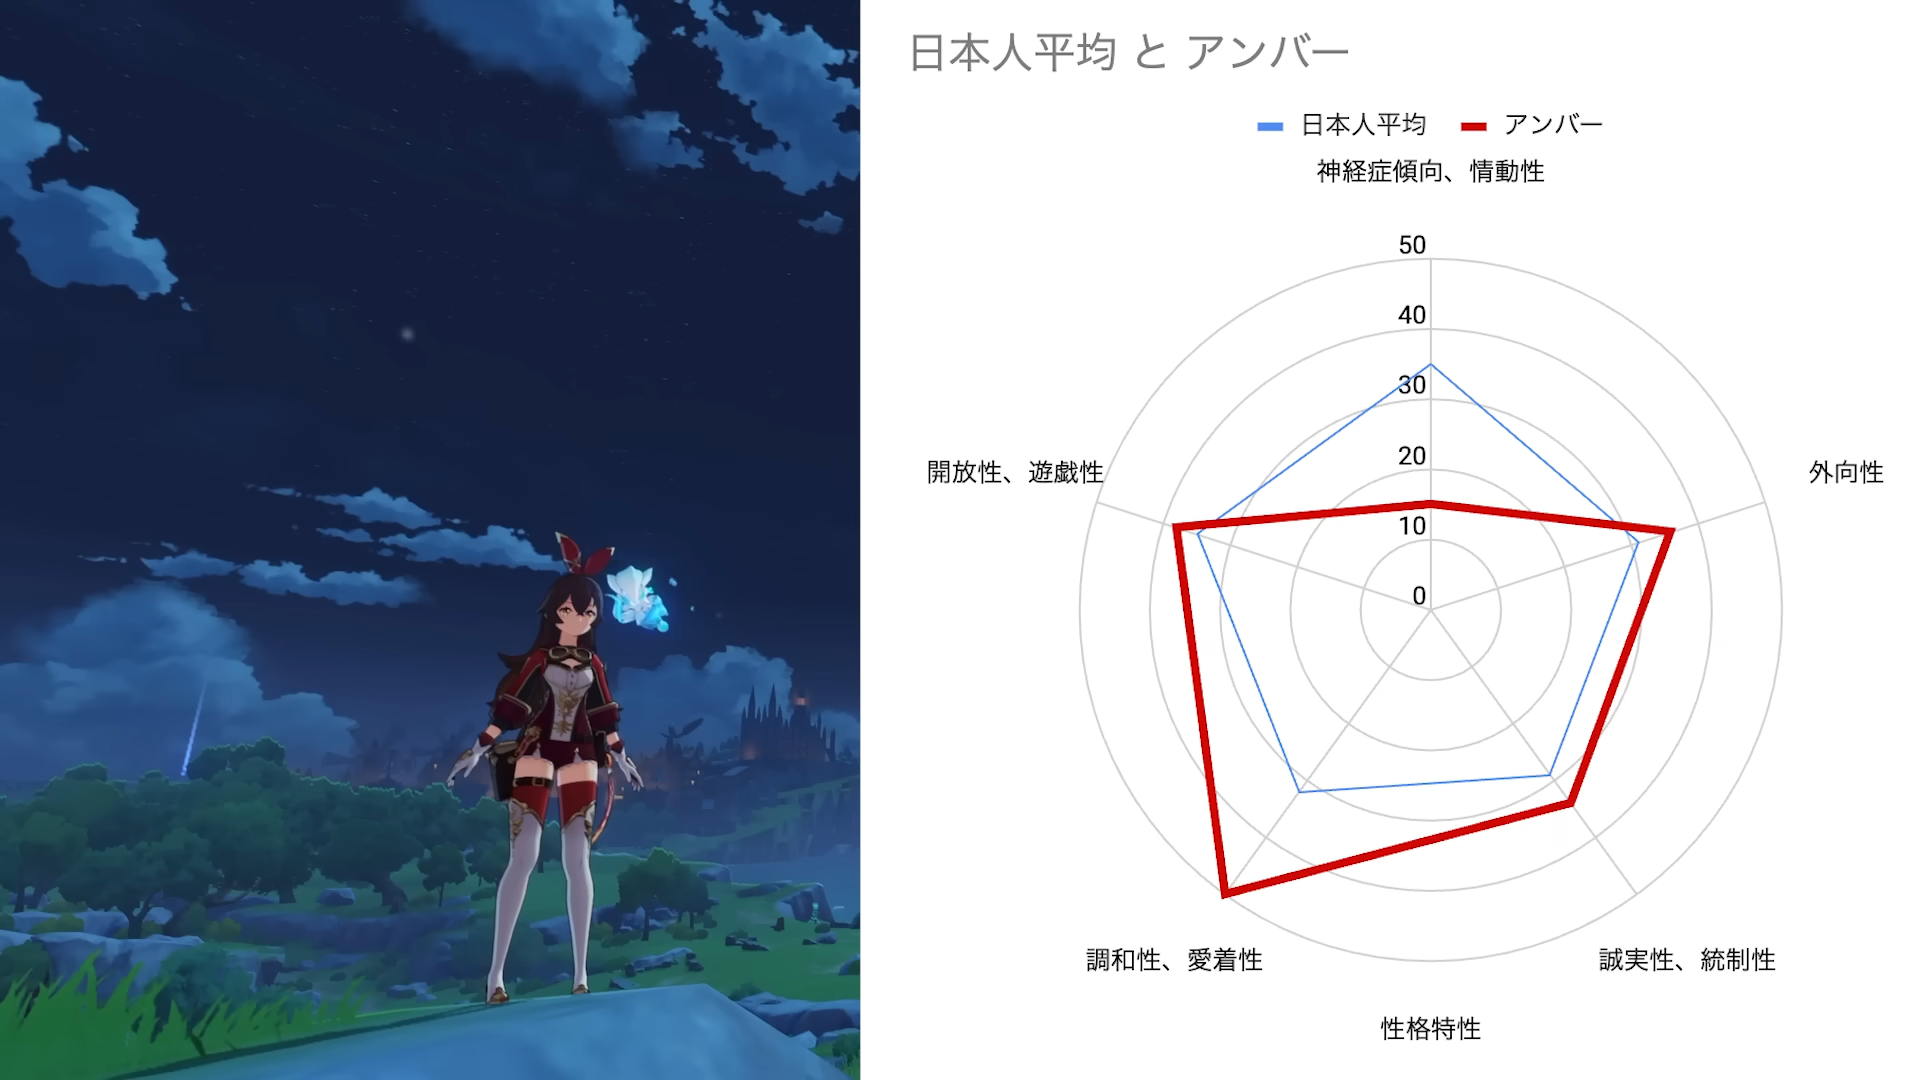 日本人平均 と アンバー
日本人平均 アンバー
神経症傾向、情動性
50
40
30
開放性、遊戯性
外向性
20
10
0
調和性、愛着性
誠実性、統制性
性格特性